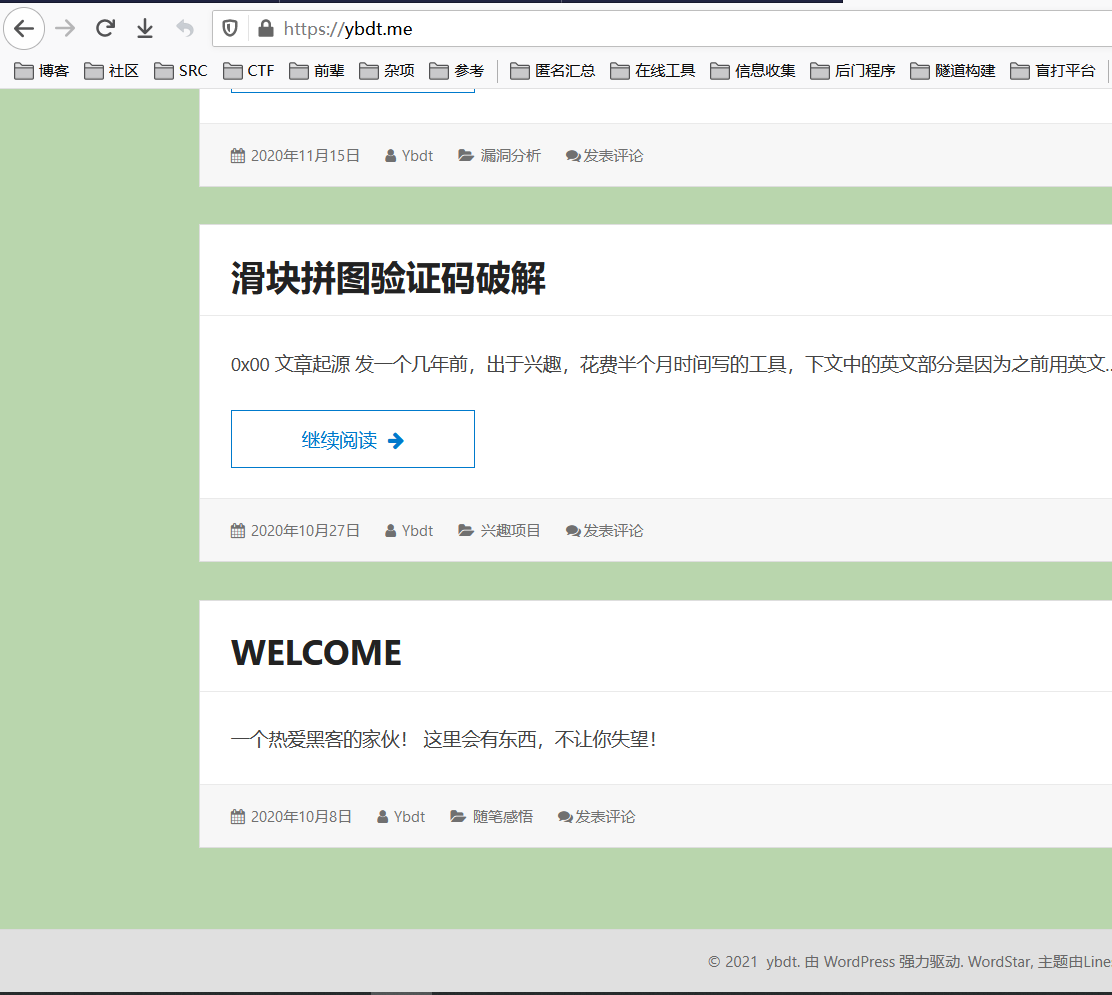 https://ybdt.me
博客 社区 SRC CTF 前辈 杂项 参考 匿名汇总 在线工具 信息收集 后门程序 隧道构建 盲打平台
2020年11月15日 Ybdt 漏洞分析 发表评论
滑块拼图验证码破解
0x00 文章起源 发一个几年前，出于兴趣，花费半个月时间写的工具，下文中的英文部分是因为之前用英文...
继续阅读
2020年10月27日 Ybdt 兴趣项目 发表评论
WELCOME
一个热爱黑客的家伙！ 这里会有东西，不让你失望！
2020年10月8日 Ybdt 随笔感悟 发表评论
© 2021 ybdt. 由 WordPress 强力驱动. WordStar, 主题由Line